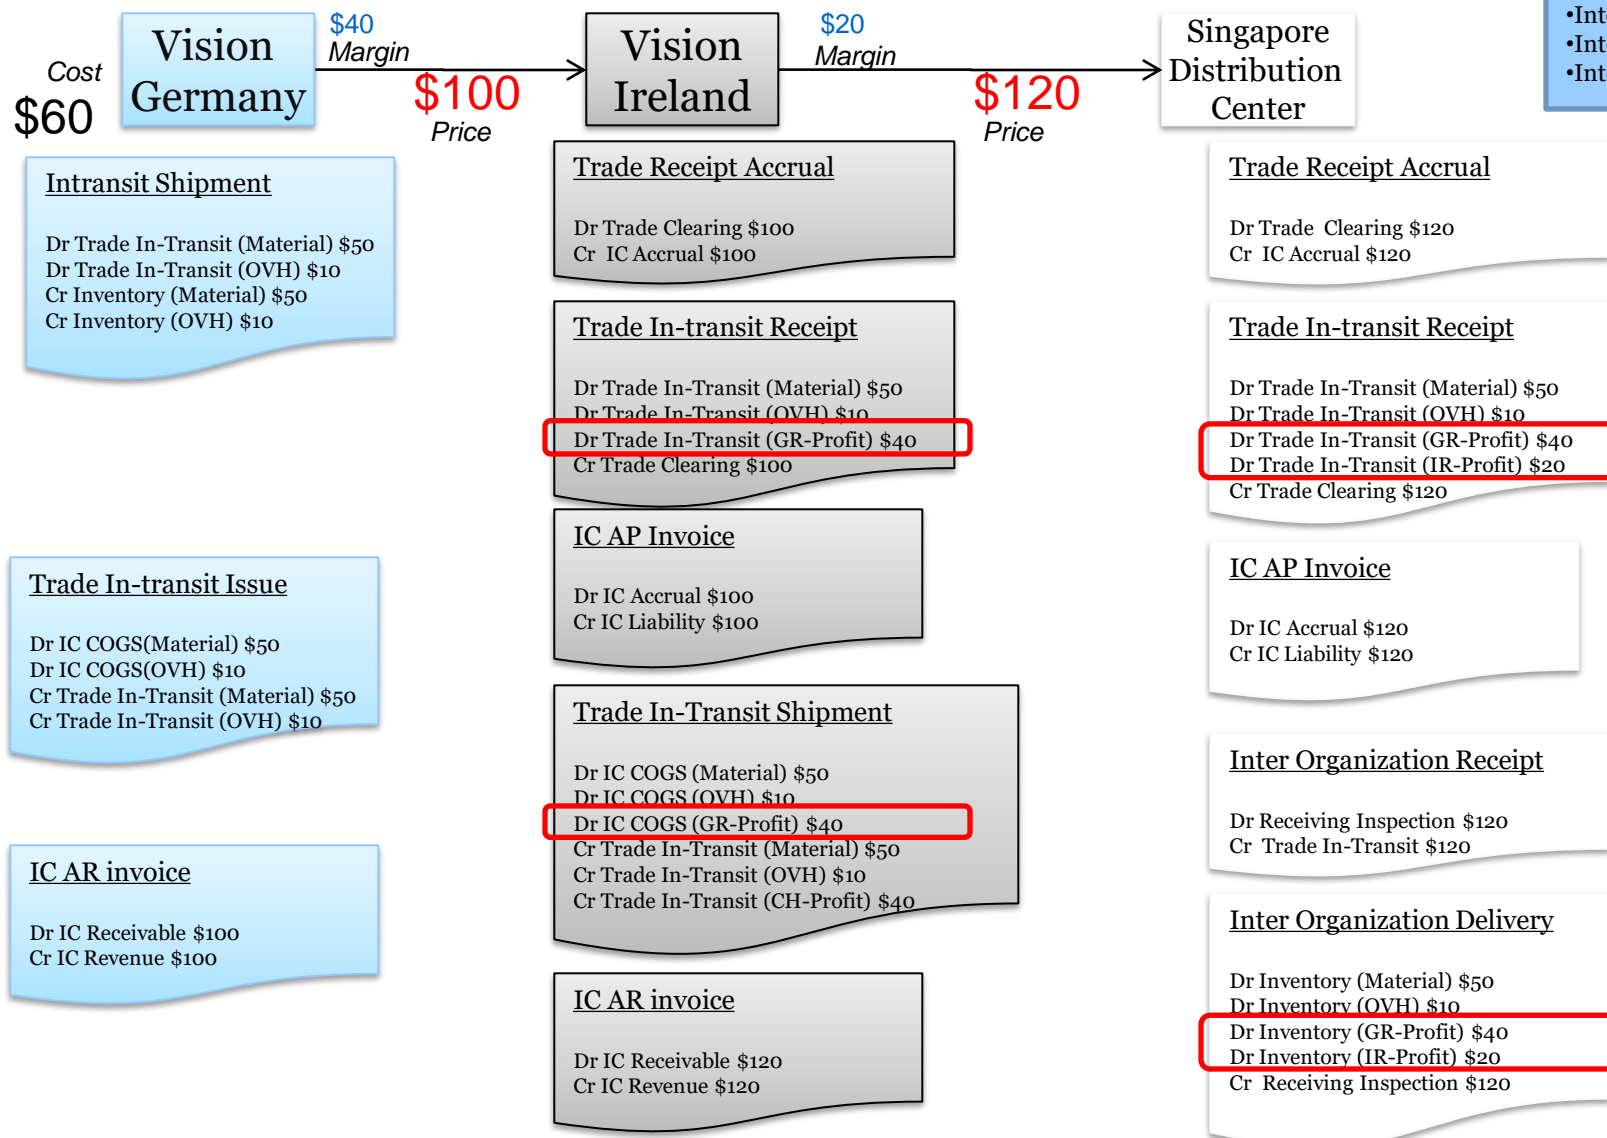 Cost
$60
Vision
Germany
$40
Margin
$100
Price
Vision
Ireland
$20
Margin
$120
Price
Singapore
Distribution
Center
Intransit Shipment
Dr Trade In-Transit (Material) $50
Dr Trade In-Transit (OVH) $10
Cr Inventory (Material) $50
Cr Inventory (OVH) $10
Trade In-transit Issue
Dr IC COGS(Material) $50
Dr IC COGS(OVH) $10
Cr Trade In-Transit (Material) $50
Cr Trade In-Transit (OVH) $10
IC AR invoice
Dr IC Receivable $100
Cr IC Revenue $100
Trade Receipt Accrual
Dr Trade Clearing $100
Cr IC Accrual $100
Trade In-transit Receipt
Dr Trade In-Transit (Material) $50
Dr Trade In-Transit (OVH) $10
Dr Trade In-Transit (GR-Profit) $40
Cr Trade Clearing $100
IC AP Invoice
Dr IC Accrual $100
Cr IC Liability $100
Trade In-Transit Shipment
Dr IC COGS (Material) $50
Dr IC COGS (OVH) $10
Dr IC COGS (GR-Profit) $40
Cr Trade In-Transit (Material) $50
Cr Trade In-Transit (OVH) $10
Cr Trade In-Transit (CH-Profit) $40
IC AR invoice
Dr IC Receivable $120
Cr IC Revenue $120
Trade Receipt Accrual
Dr Trade Clearing $120
Cr IC Accrual $120
Trade In-transit Receipt
Dr Trade In-Transit (Material) $50
Dr Trade In-Transit (OVH) $10
Dr Trade In-Transit (GR-Profit) $40
Dr Trade In-Transit (IR-Profit) $20
Cr Trade Clearing $120
IC AP Invoice
Dr IC Accrual $120
Cr IC Liability $120
Inter Organization Receipt
Dr Receiving Inspection $120
Cr Trade In-Transit $120
Inter Organization Delivery
Dr Inventory (Material) $50
Dr Inventory (OVH) $10
Dr Inventory (GR-Profit) $40
Dr Inventory (IR-Profit) $20
Cr Receiving Inspection $120